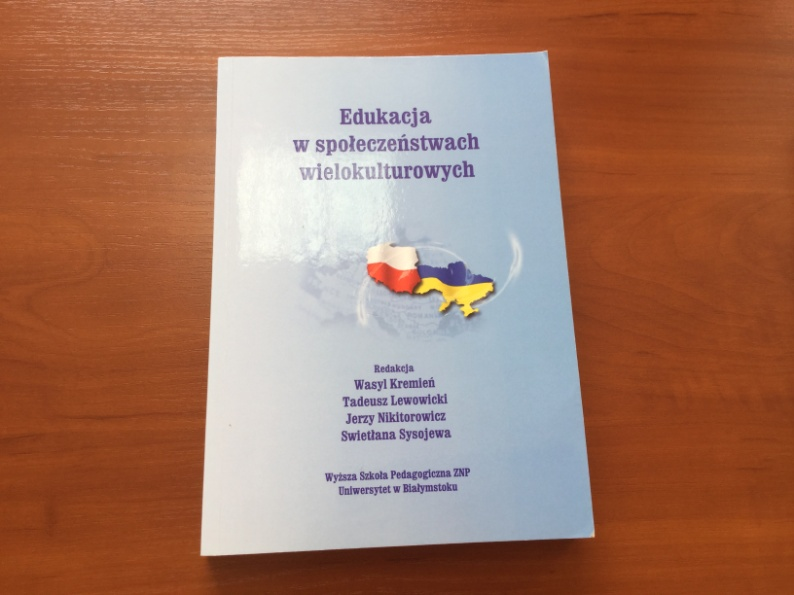 Edukacja
w społeczeństwach
wielokulturowych
Redakcja
Wasyl Kremień
Tadeusz Lewowicki
Jerzy Nikitorowicz
Swietłana Sysojewa
Wyższa Szkoła Pedagogiczna ZNP
Uniwersytet w Białymstoku